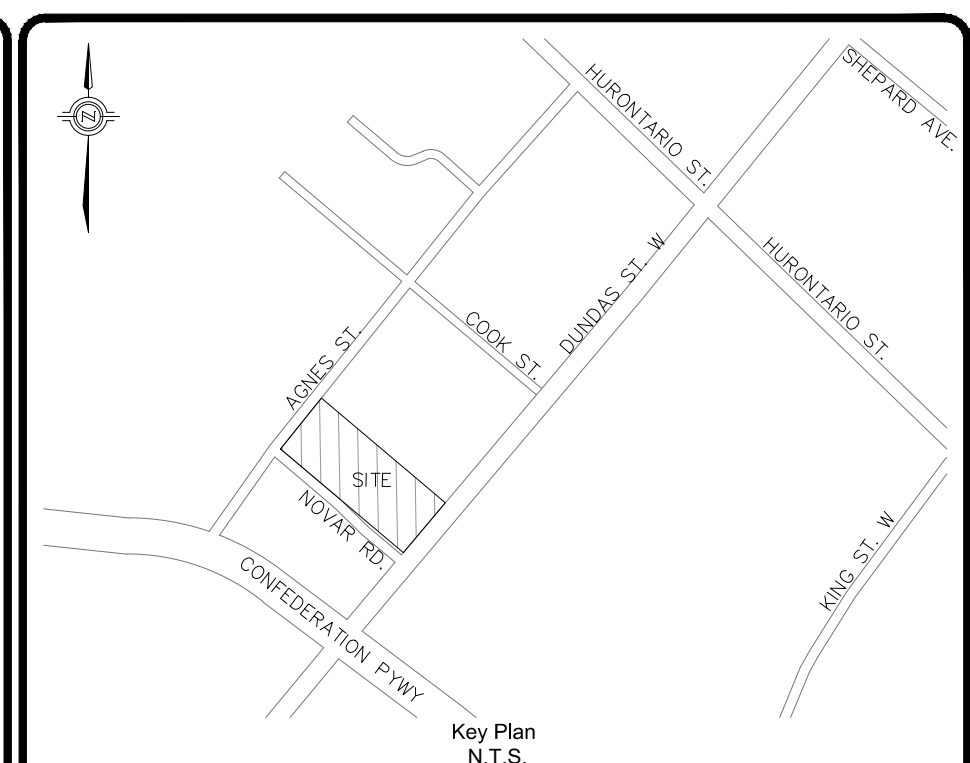 SHEPARD AVE.
HURONTARIO ST.
N
DUNDAS ST. W
HURONTARIO ST.
COOK ST.
AGNES ST.
SITE
NOVAR RD.
KING ST. W
CONFEDERATION PYWY
Key Plan
N.T.S.